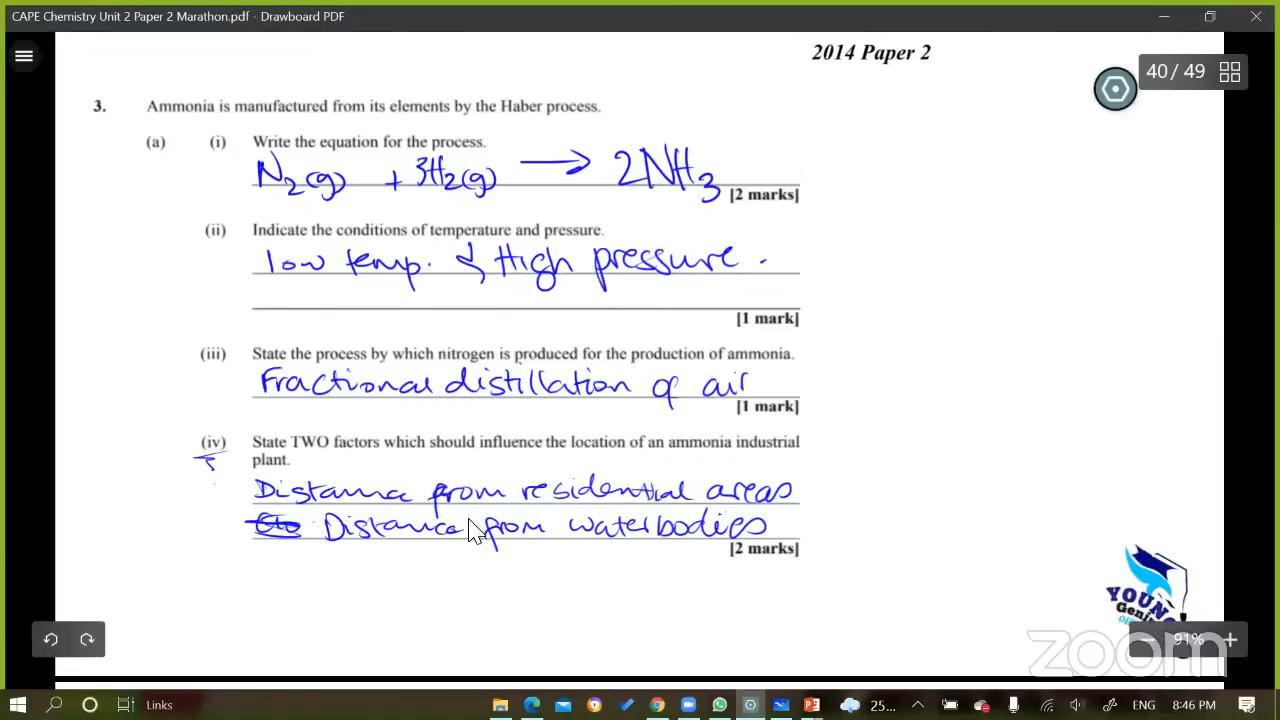 CAPE Chemistry Unit 2 Paper 2 Marathon.pdf - Drawboard PDF
2014 Paper 2
40 / 49
3. Ammonia is manufactured from its elements by the Haber process.
(a) (i) Write the equation for the process.
N2(g) + 3H2(g) → 2NH3
[2 marks]
(ii) Indicate the conditions of temperature and pressure.
low temp. & High pressure.
[1 mark]
(iii) State the process by which nitrogen is produced for the production of ammonia.
Fractional distillation of air
[1 mark]
(iv) State TWO factors which should influence the location of an ammonia industrial
plant.
Distance from residential areas
Distance from waterbodies
[2 marks]
YOUNG
91%
zoom
Links
25...
ENG
8:46 PM